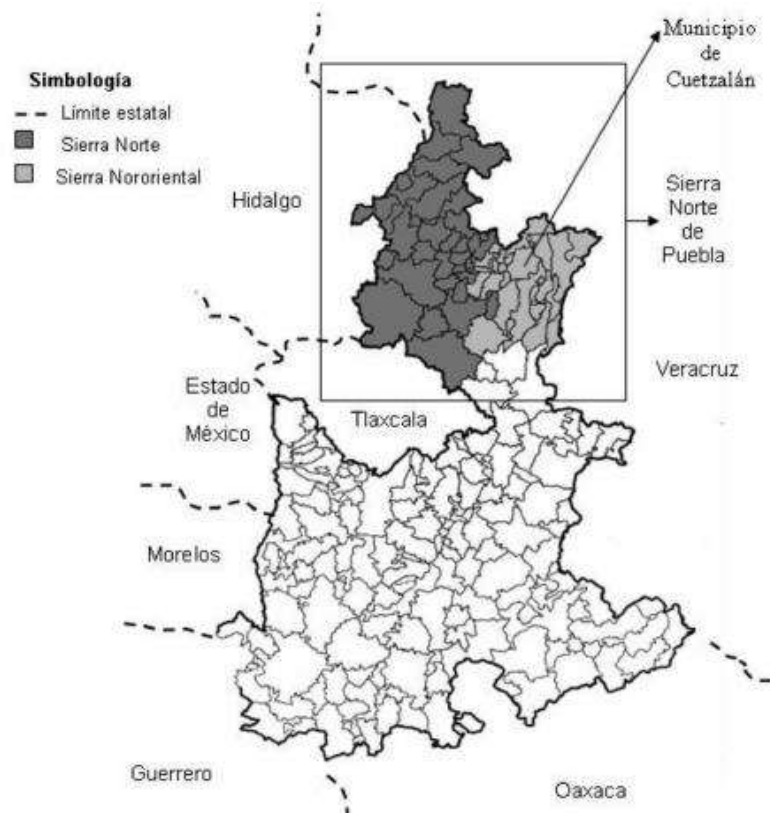 Municipio
de
Cuetzalán
Simbología
Límite estatal
Sierra Norte
Sierra Nororiental
Hidalgo
Sierra
Norte
de
Puebla
Veracruz
Estado
de
México
Tlaxcala
Morelos
Guerrero
Oaxaca